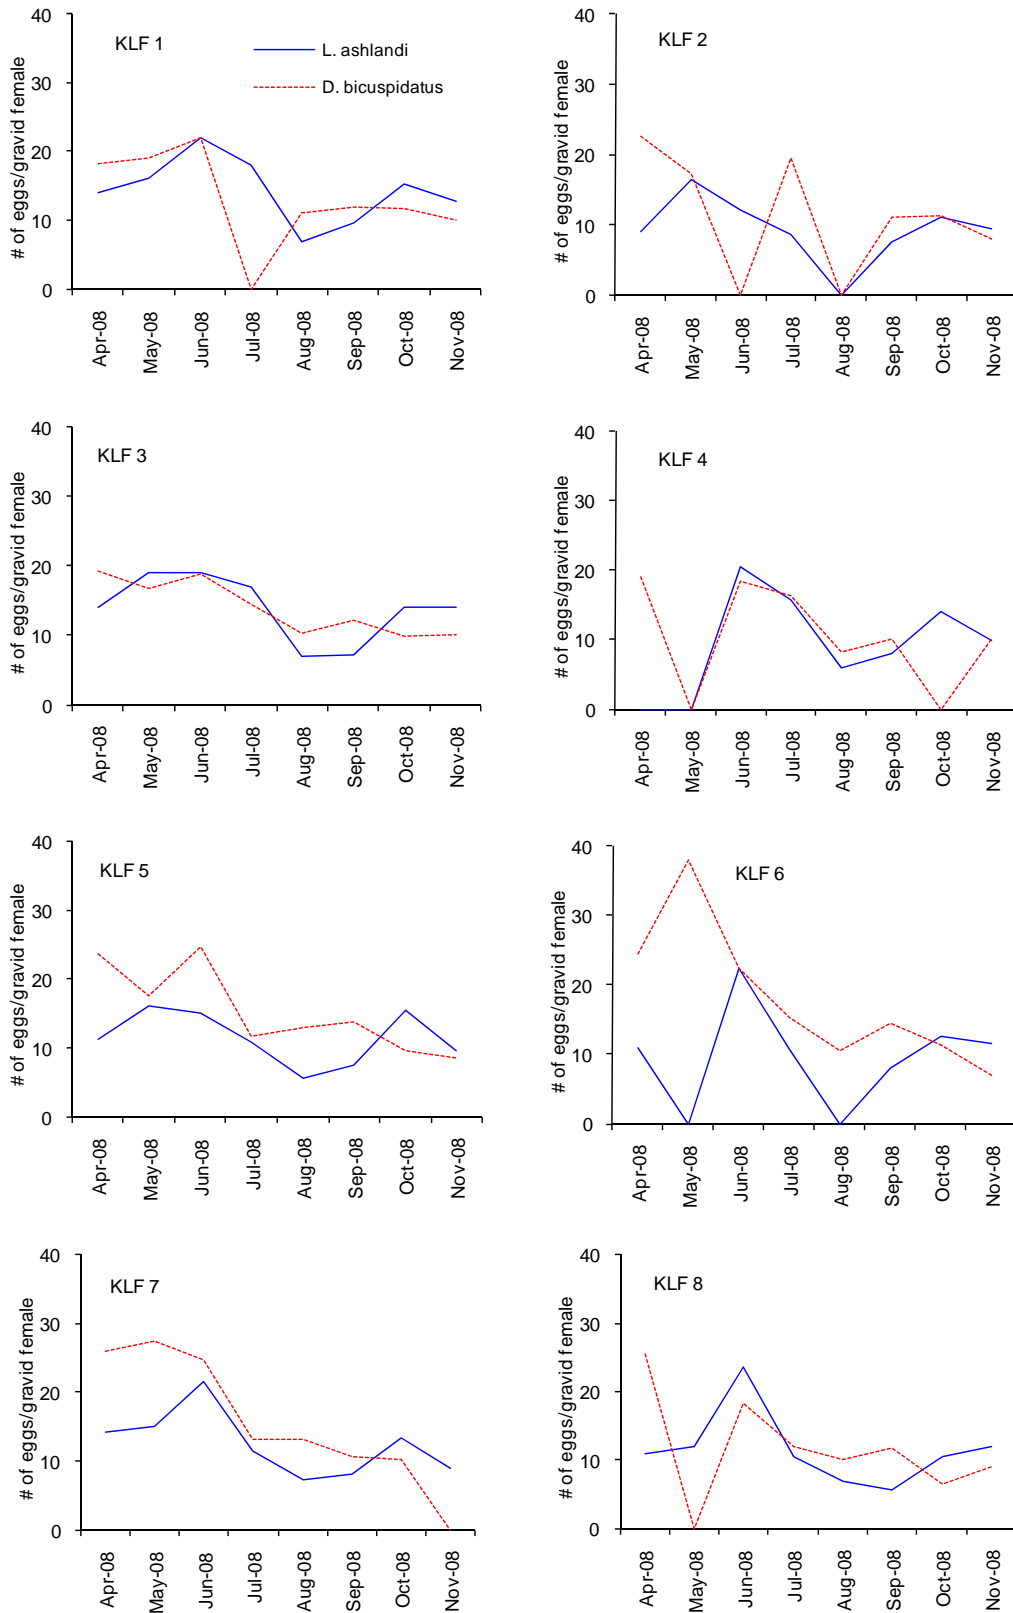 KLF 1
L. ashlandi
D. bicuspidatus
# of eggs/gravid female
40
30
20
10
0
Apr-08
May-08
Jun-08
Jul-08
Aug-08
Sep-08
Oct-08
Nov-08
KLF 2
# of eggs/gravid female
40
30
20
10
0
Apr-08
May-08
Jun-08
Jul-08
Aug-08
Sep-08
Oct-08
Nov-08
KLF 3
# of eggs/gravid female
40
30
20
10
0
Apr-08
May-08
Jun-08
Jul-08
Aug-08
Sep-08
Oct-08
Nov-08
KLF 4
# of eggs/gravid female
40
30
20
10
0
Apr-08
May-08
Jun-08
Jul-08
Aug-08
Sep-08
Oct-08
Nov-08
KLF 5
# of eggs/gravid female
40
30
20
10
0
Apr-08
May-08
Jun-08
Jul-08
Aug-08
Sep-08
Oct-08
Nov-08
KLF 6
# of eggs/gravid female
40
30
20
10
0
Apr-08
May-08
Jun-08
Jul-08
Aug-08
Sep-08
Oct-08
Nov-08
KLF 7
# of eggs/gravid female
40
30
20
10
0
Apr-08
May-08
Jun-08
Jul-08
Aug-08
Sep-08
Oct-08
Nov-08
KLF 8
# of eggs/gravid female
40
30
20
10
0
Apr-08
May-08
Jun-08
Jul-08
Aug-08
Sep-08
Oct-08
Nov-08